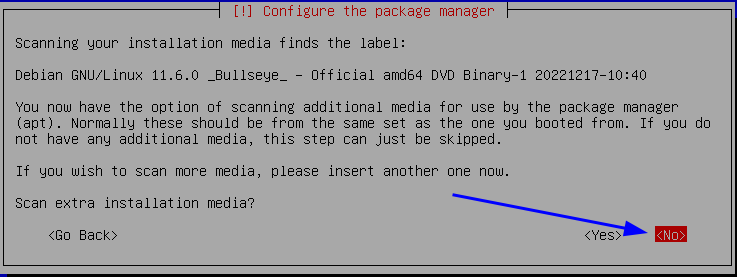 [!] Configure the package manager
Scanning your installation media finds the label:
Debian GNU/Linux 11.6.0 _Bullseye_ - Official amd64 DVD Binary-1 20221217-10:40
You now have the option of scanning additional media for use by the package manager
(apt). Normally these should be from the same set as the one you booted from. If you do
not have any additional media, this step can just be skipped.
If you wish to scan more media, please insert another one now.
Scan extra installation media?
<Go Back> <Yes> <No>